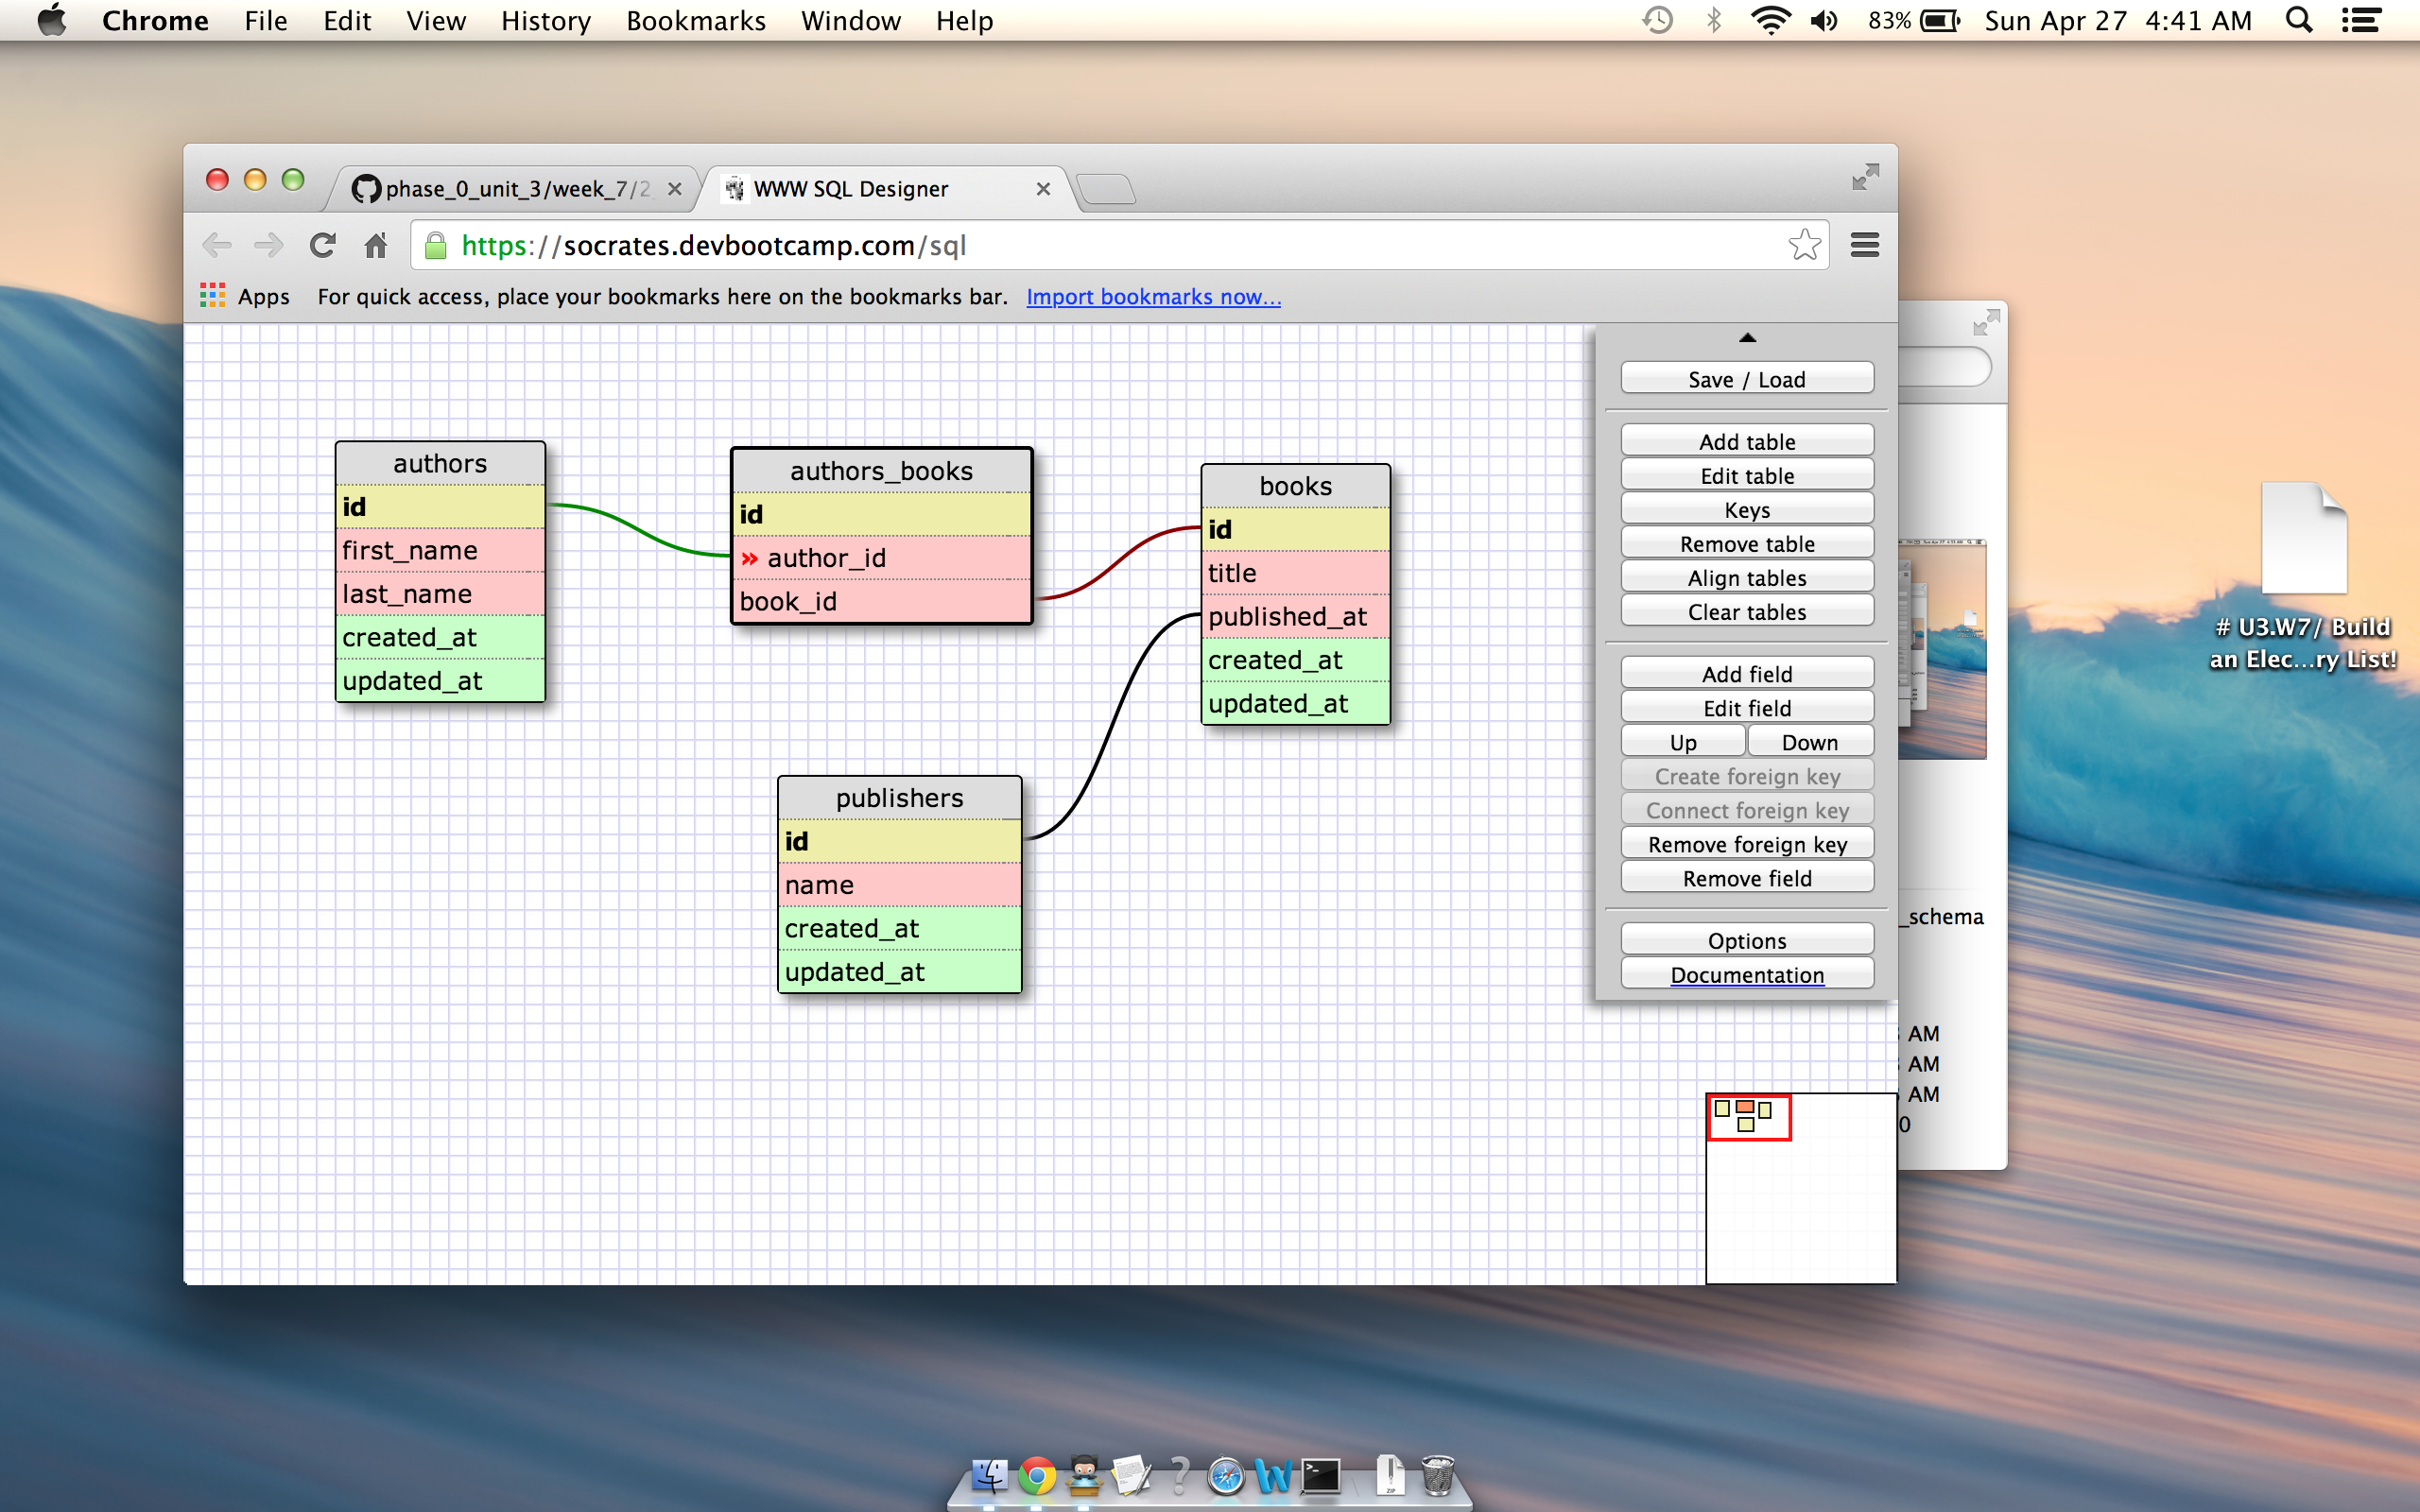 Chrome File Edit View History Bookmarks Window Help 83% Sun Apr 27 4:41 AM
phase_0_unit_3/week_7/2 WWW SQL Designer
https://socrates.devbootcamp.com/sql
Apps For quick access, place your bookmarks here on the bookmarks bar. Import bookmarks now...
authors
id
first_name
last_name
created_at
updated_at
authors_books
id
» author_id
book_id
books
id
title
published_at
created_at
updated_at
publishers
id
name
created_at
updated_at
Save / Load
Add table
Edit table
Keys
Remove table
Align tables
Clear tables
Add field
Edit field
Up Down
Create foreign key
Connect foreign key
Remove foreign key
Remove field
Options
Documentation
_schema
AM
AM
AM
0
# U3.W7/ Build
an Elec...ry List!
W
ZIP